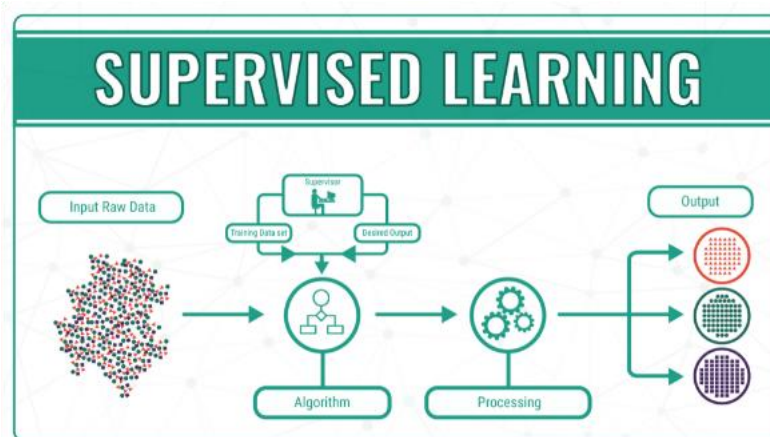 SUPERVISED LEARNING
Supervisor
Input Raw Data
Output
Training Data set
Desired Output
Algorithm
Processing